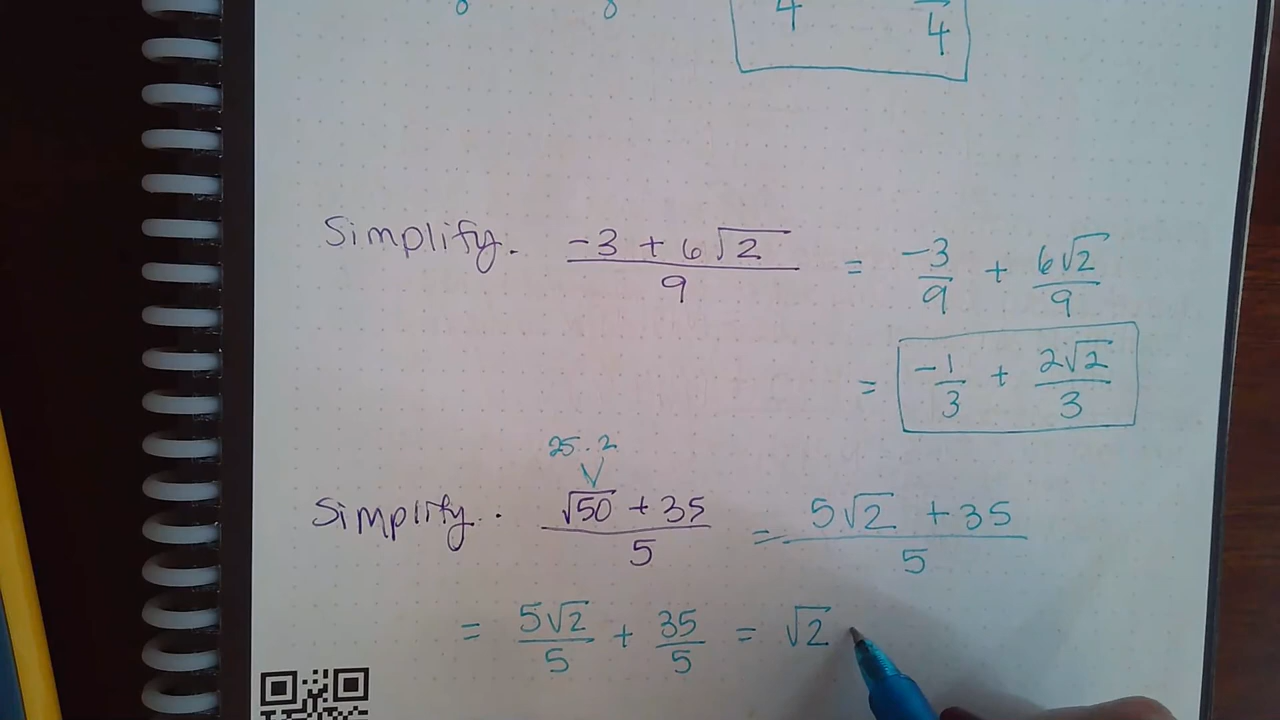 4 4
Simplify. (-3 + 6√2)/9 = -3/9 + 6√2/9
= -1/3 + 2√2/3
25 . 2
Simplify. (√50 + 35)/5 = (5√2 + 35)/5
= 5√2/5 + 35/5 = √2